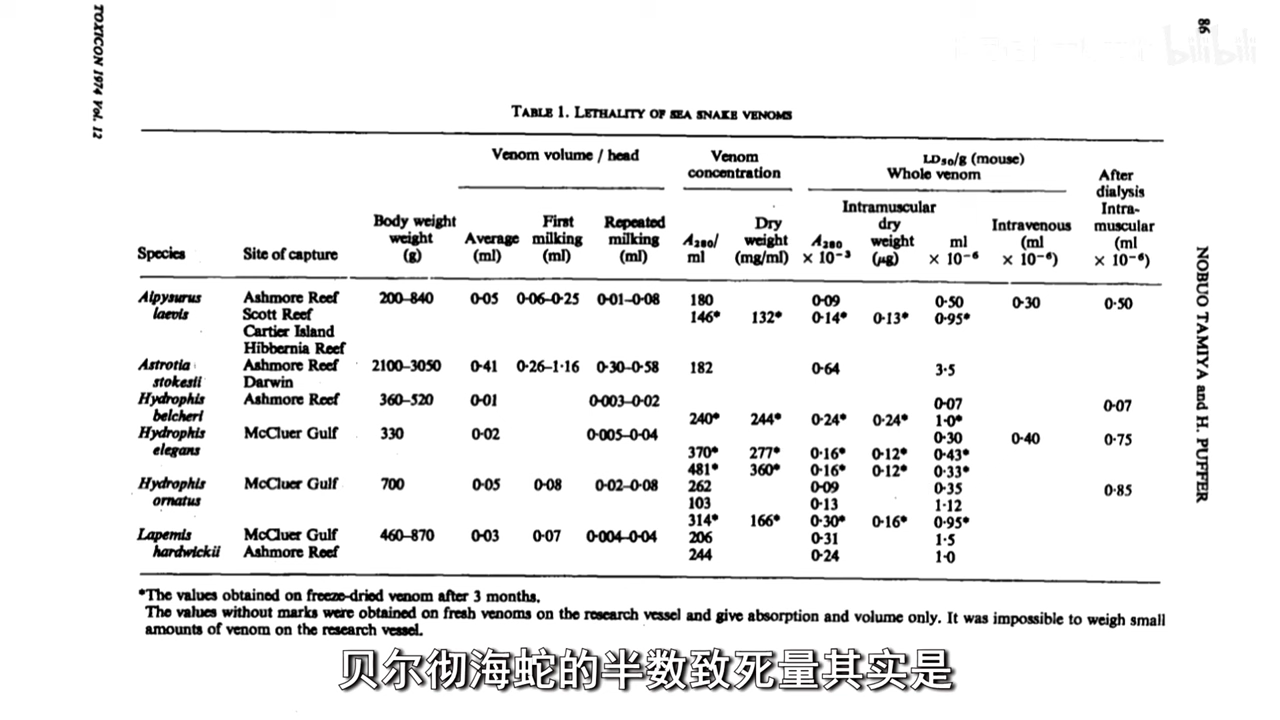 TOXICON 1974 Vol. 12
86
bilibili
TABLE 1. LETHALITY OF SEA SNAKE VENOMS
Venom volume / head Venom concentration LD50/g (mouse) Whole venom After dialysis Intra-muscular (ml × 10⁻⁶)
Intramuscular
Species Site of capture Body weight weight (g) Average (ml) First milking (ml) Repeated milking (ml) A280/ml Dry weight (mg/ml) A280 × 10⁻³ dry weight (μg) ml × 10⁻⁶ Intravenous (ml × 10⁻⁶)
Aipysurus Ashmore Reef 200–840 0·05 0·06–0·25 0·01–0·08 180 0·09 0·50 0·30 0·50
laevis Scott Reef 146* 132* 0·14* 0·13* 0·95*
Cartier Island
Hibbernia Reef
Astrotia Ashmore Reef 2100–3050 0·41 0·26–1·16 0·30–0·58 182 0·64 3·5
stokesii Darwin
Hydrophis Ashmore Reef 360–520 0·01 0·003–0·02 0·07 0·07
belcheri 240* 244* 0·24* 0·24* 1·0*
Hydrophis McCluer Gulf 330 0·02 0·005–0·04 0·30 0·40 0·75
elegans 370* 277* 0·16* 0·12* 0·43*
481* 360* 0·16* 0·12* 0·33*
Hydrophis McCluer Gulf 700 0·05 0·08 0·02–0·08 262 0·09 0·35 0·85
ornatus 103 0·13 1·12
314* 166* 0·30* 0·16* 0·95*
Lapemis McCluer Gulf 460–870 0·03 0·07 0·004–0·04 206 0·31 1·5
hardwickii Ashmore Reef 244 0·24 1·0
*The values obtained on freeze-dried venom after 3 months.
The values without marks were obtained on fresh venoms on the research vessel and give absorption and volume only. It was impossible to weigh small
amounts of venom on the research vessel.
NOBUO TAMIYA and H. PUFFER
贝尔彻海蛇的半数致死量其实是